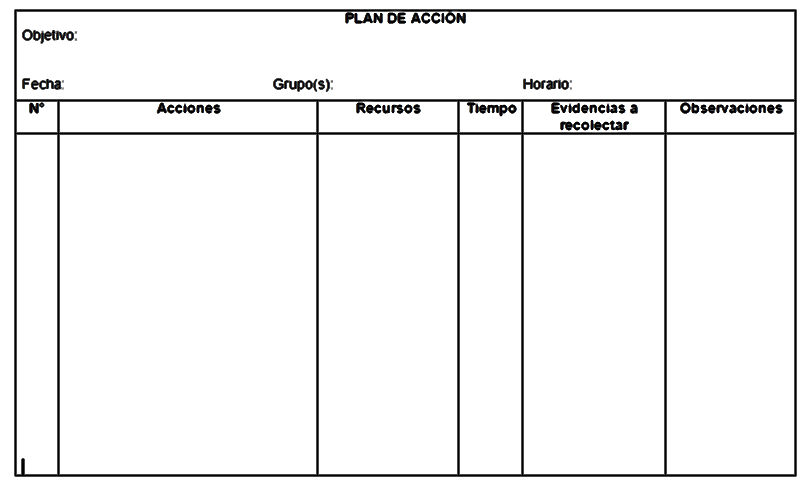 PLAN DE ACCIÓN
Objetivo:
Fecha: Grupo(s): Horario:
N° Acciones Recursos Tiempo Evidencias a recolectar Observaciones